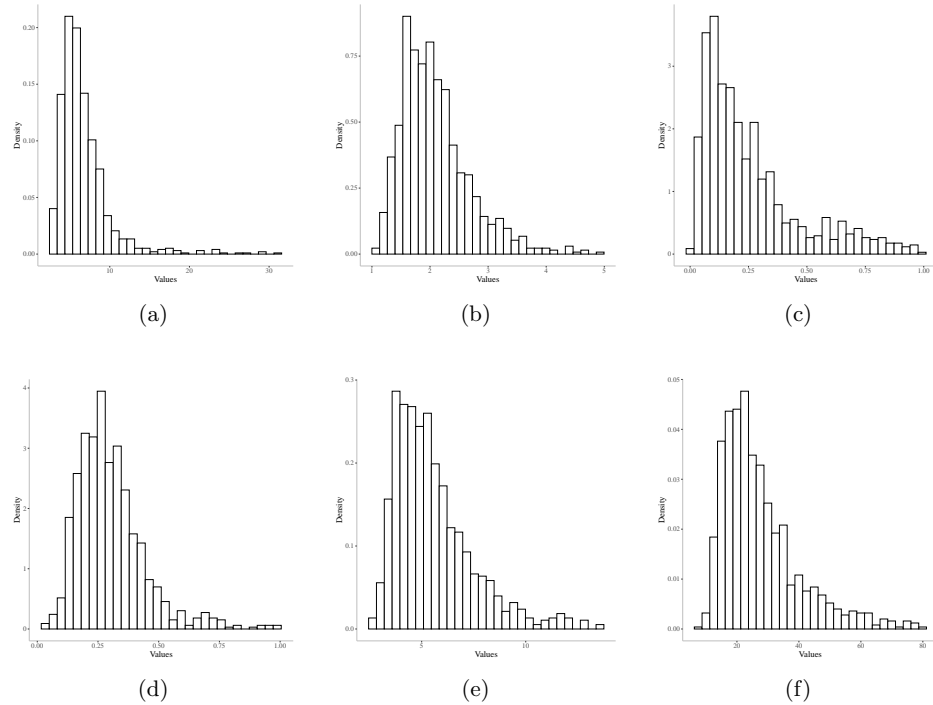 0.20
0.15
0.10
0.05
0.00
Density
10
20
30
Values
(a)
0.75
0.50
0.25
0.00
Density
1
2
3
4
5
Values
(b)
3
2
1
0
Density
0.00
0.25
0.50
0.75
1.00
Values
(c)
4
3
2
1
0
Density
0.00
0.25
0.50
0.75
1.00
Values
(d)
0.3
0.2
0.1
0.0
Density
5
10
Values
(e)
0.05
0.04
0.03
0.02
0.01
0.00
Density
20
40
60
80
Values
(f)